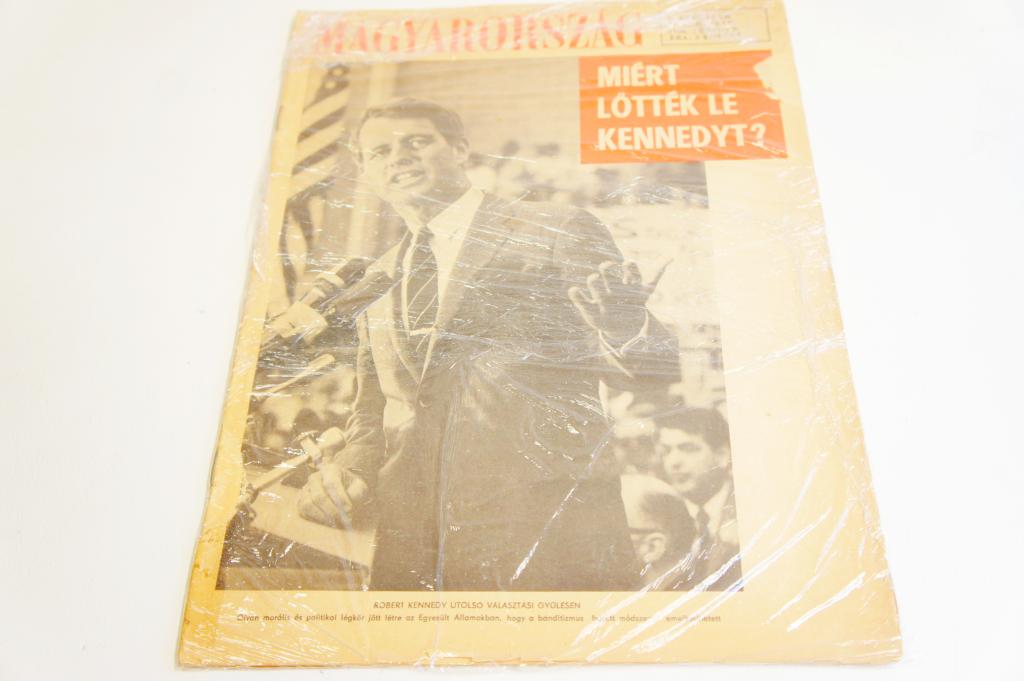 MAGYARORSZÁG
MIÉRT
LŐTTÉK LE
KENNEDYT?
ROBERT KENNEDY UTOLSÓ VÁLASZTÁSI GYŰLÉSEN
Olyan morális és politikai légkör jött létre az Egyesült Államokban, hogy a banditizmus